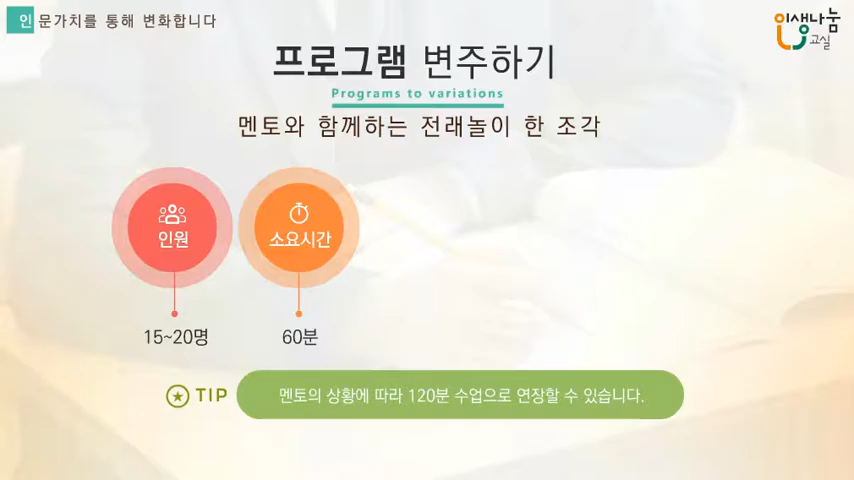 인문가치를 통해 변화합니다
인생나눔
교실
프로그램 변주하기
Programs to variations
멘토와 함께하는 전래놀이 한 조각
인원
소요시간
15~20명
60분
TIP
멘토의 상황에 따라 120분 수업으로 연장할 수 있습니다.